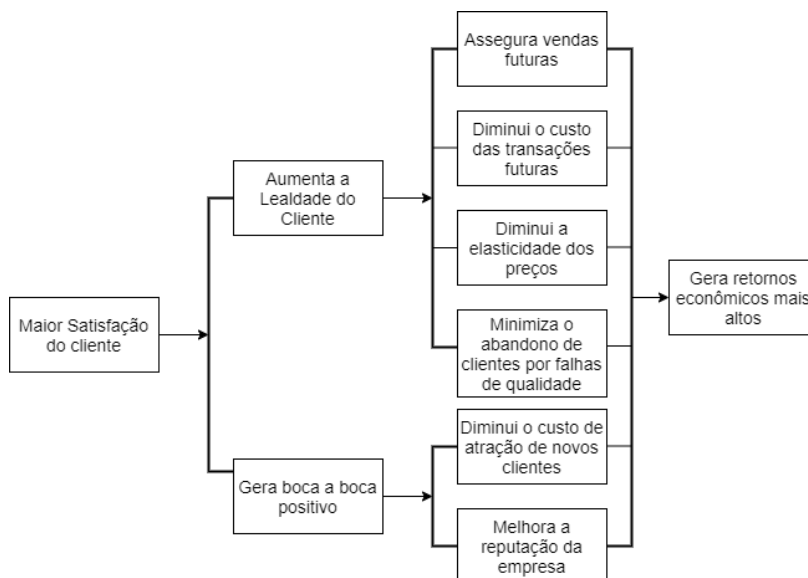 Assegura vendas
futuras
Diminui o custo
das transações
futuras
Aumenta a
Lealdade do
Cliente
Diminui a
elasticidade dos
preços
Gera retornos
econômicos mais
altos
Maior Satisfação
do cliente
Minimiza o
abandono de
clientes por falhas
de qualidade
Diminui o custo de
atração de novos
clientes
Gera boca a boca
positivo
Melhora a
reputação da
empresa